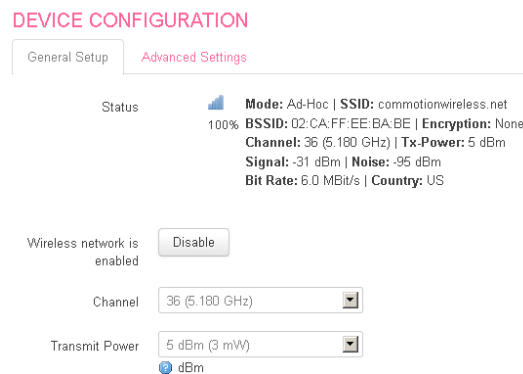 DEVICE CONFIGURATION
General Setup
Advanced Settings
Status
100%
Mode: Ad-Hoc | SSID: commotionwireless.net
BSSID: 02:CA:FF:EE:BA:BE | Encryption: None
Channel: 36 (5.180 GHz) | Tx-Power: 5 dBm
Signal: -31 dBm | Noise: -95 dBm
Bit Rate: 6.0 MBit/s | Country: US
Wireless network is
enabled
Disable
Channel
36 (5.180 GHz)
Transmit Power
5 dBm (3 mW)
? dBm